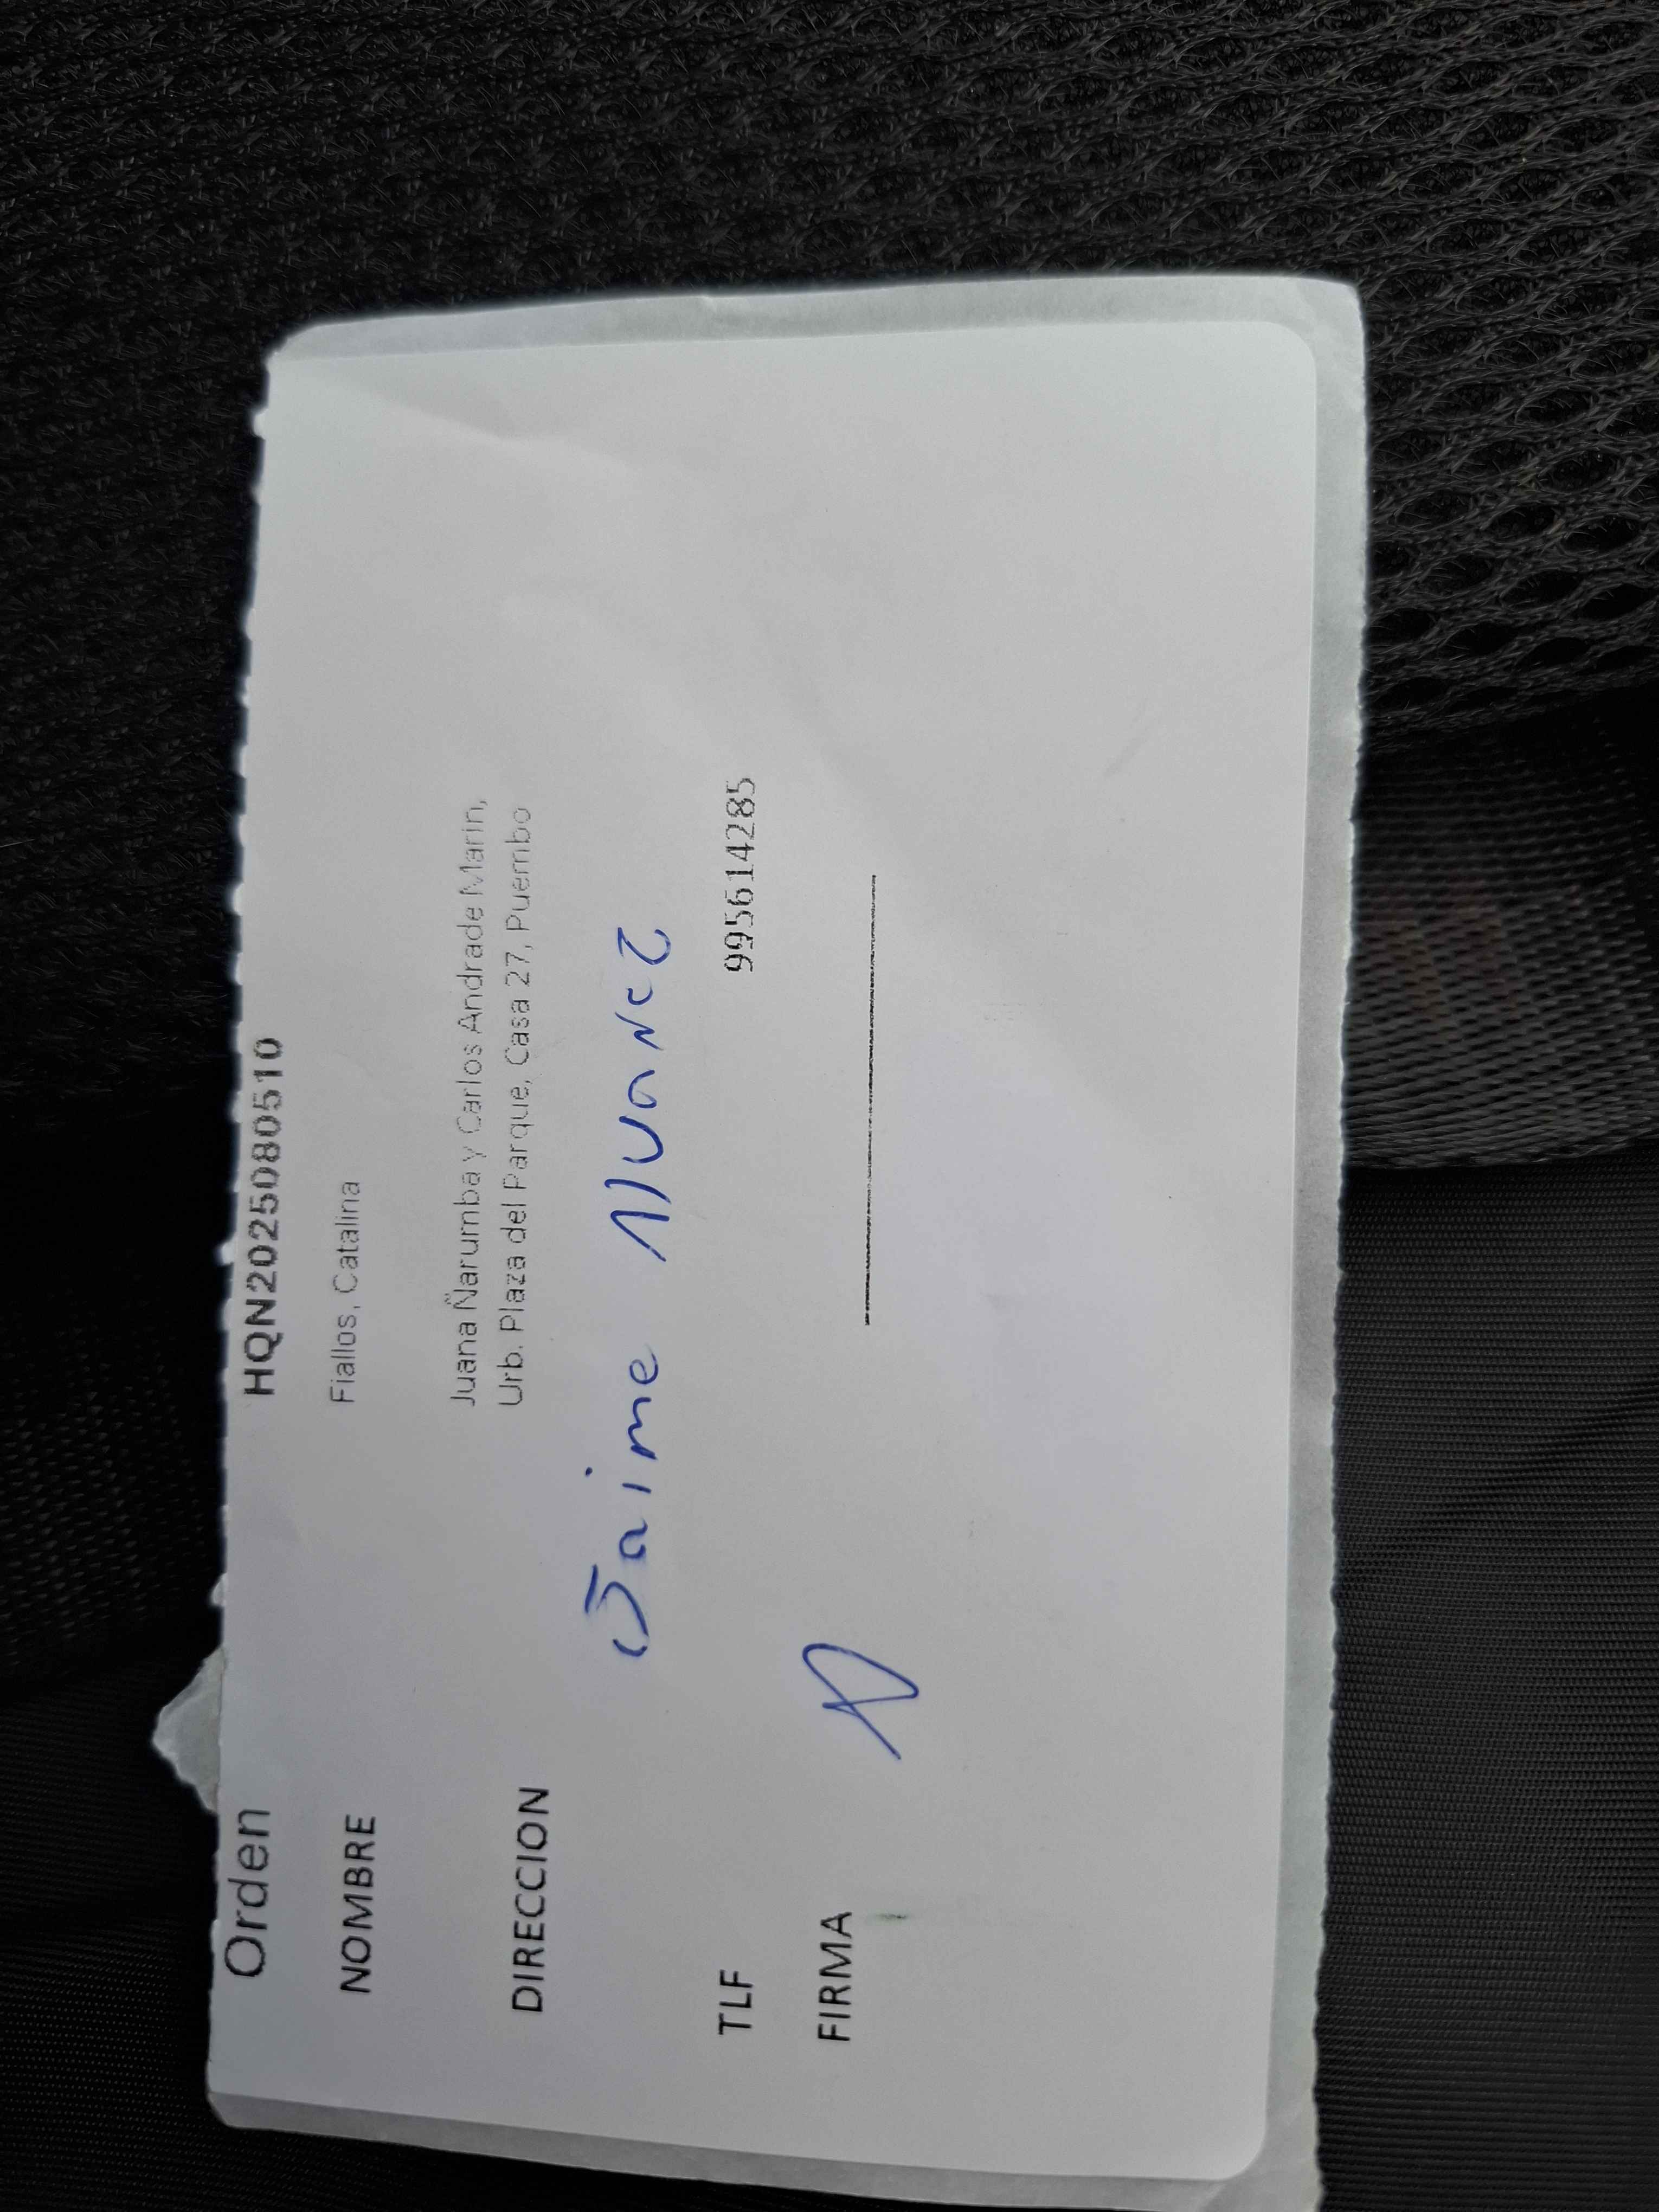 Orden HQN2025080510
NOMBRE Fiallos, Catalina
Juana Ñarumba y Carlos Andrade Marin,
DIRECCION Urb. Plaza del Parque, Casa 27, Puembo
Jaime
TLF 995614285
FIRMA